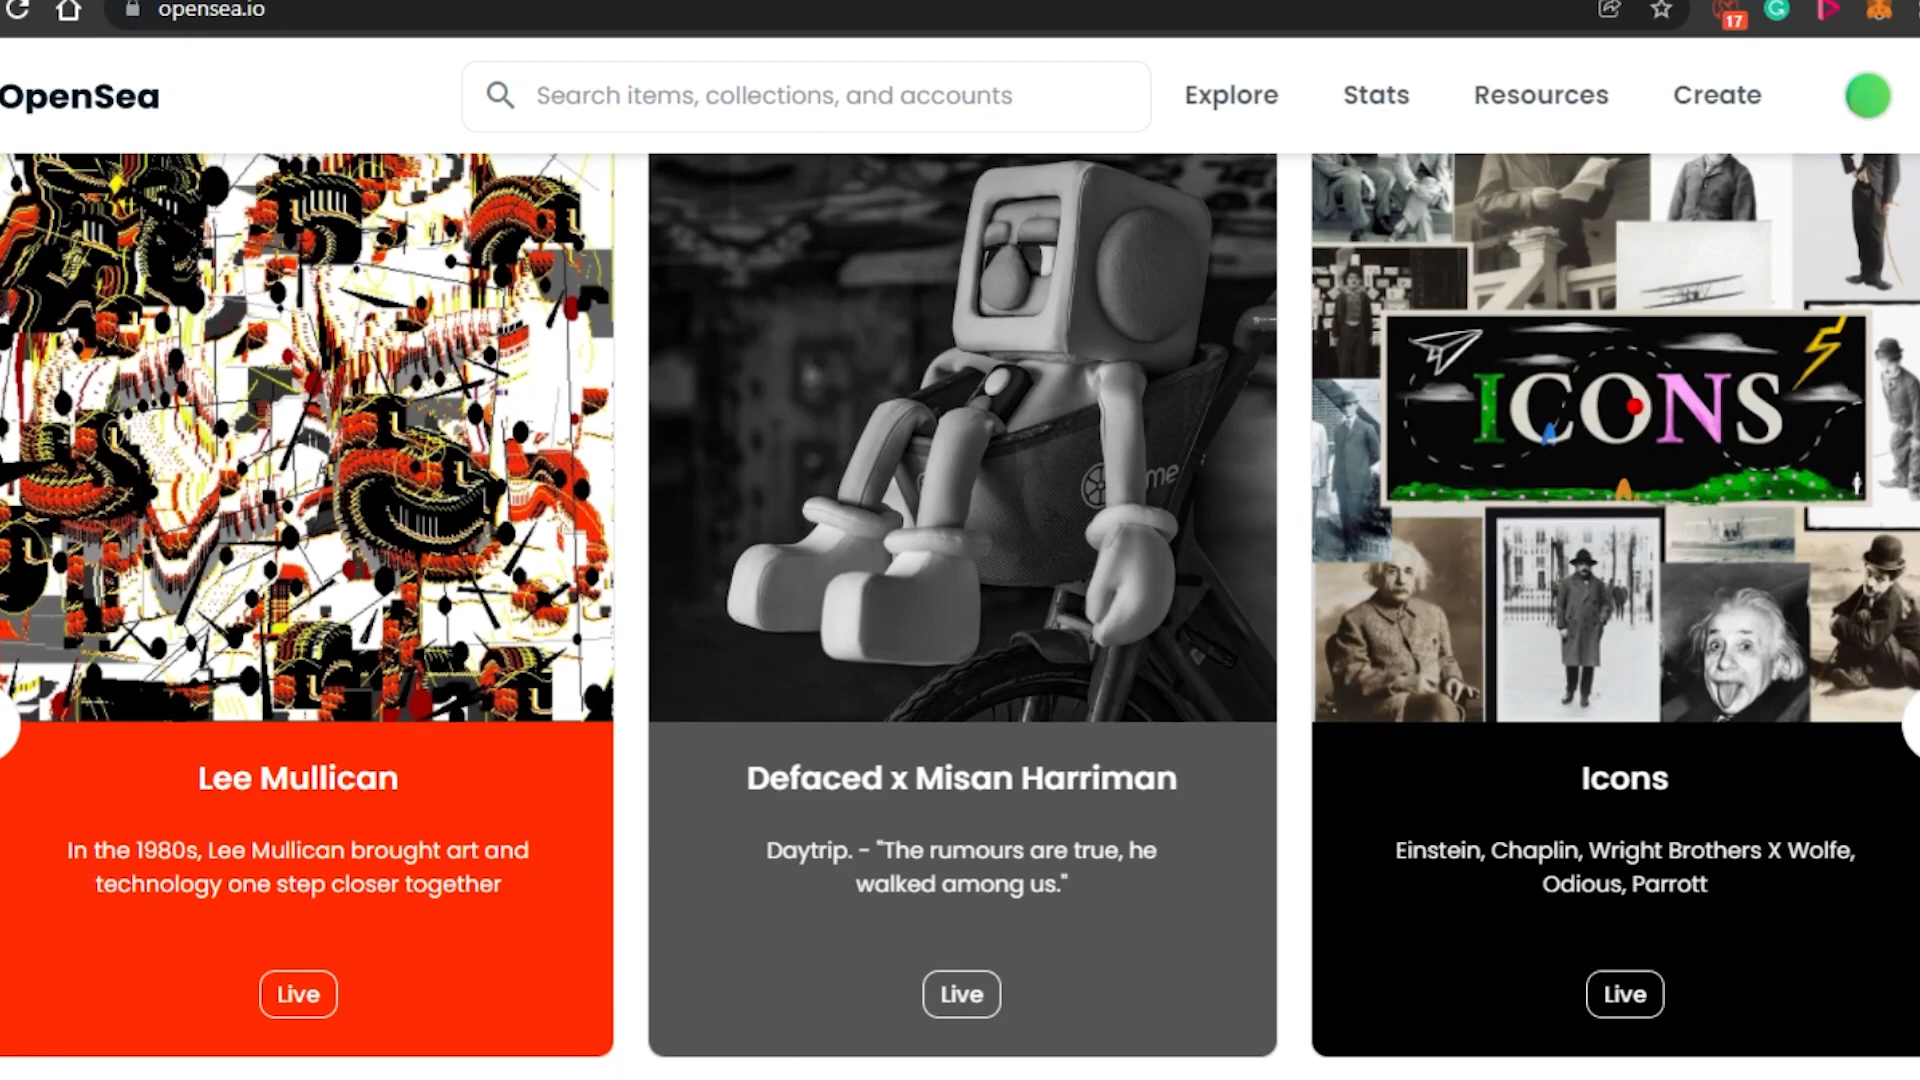 opensea.io
17
OpenSea
Search items, collections, and accounts
Explore
Stats
Resources
Create
me
ICONS
Lee Mullican
In the 1980s, Lee Mullican brought art and
technology one step closer together
Live
Defaced x Misan Harriman
Daytrip. - "The rumours are true, he
walked among us."
Live
Icons
Einstein, Chaplin, Wright Brothers X Wolfe,
Odious, Parrott
Live